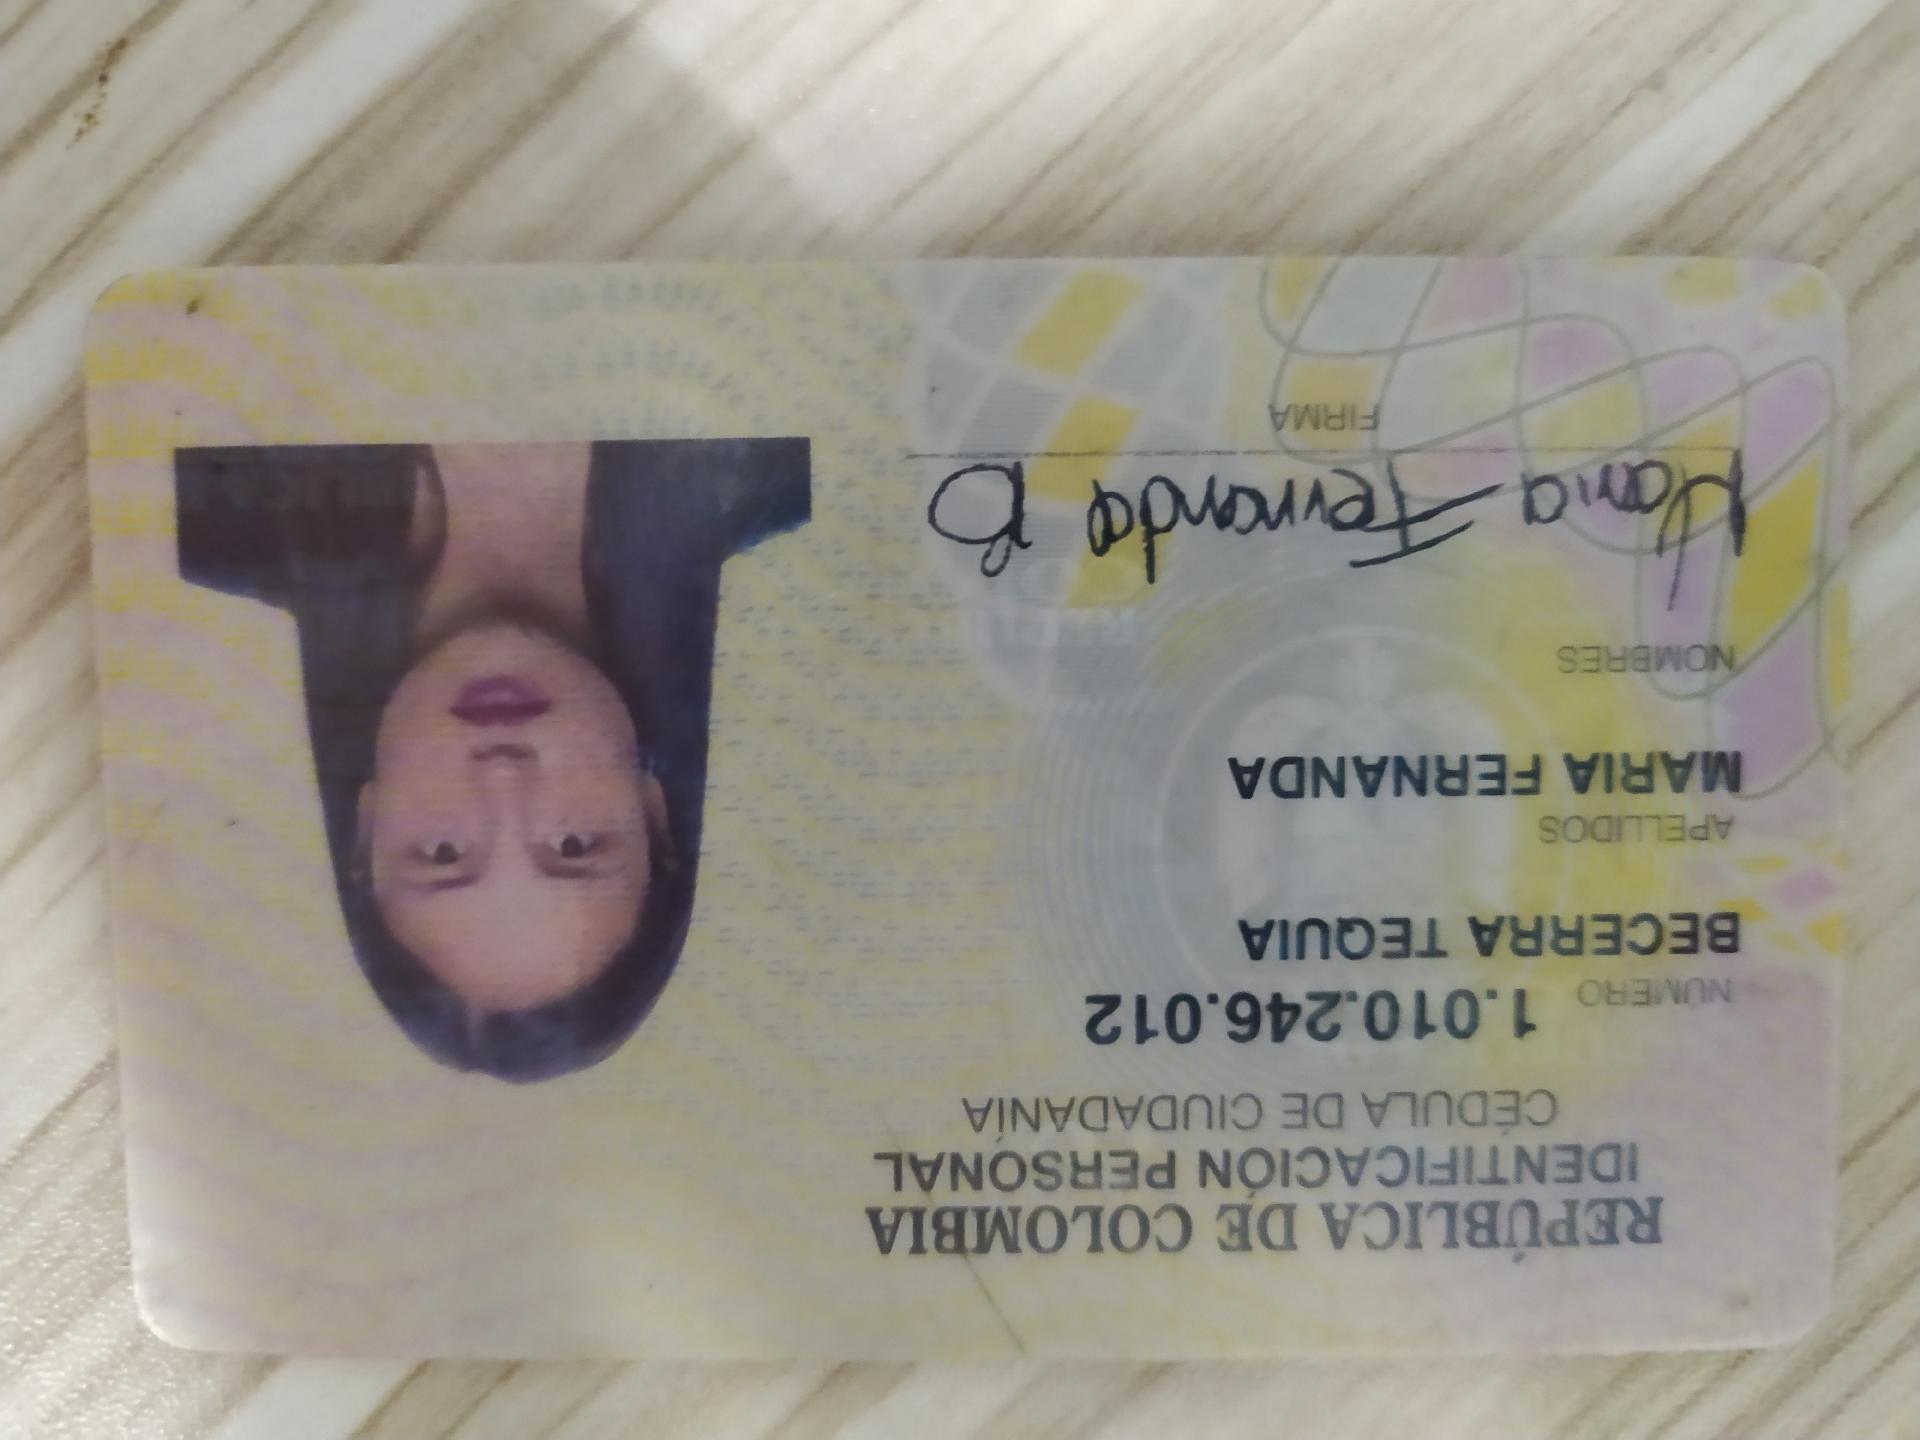 REPÚBLICA DE COLOMBIA
IDENTIFICACIÓN PERSONAL
CÉDULA DE CIUDADANÍA
NÚMERO 1.010.246.012
BECERRA TEQUIA
APELLIDOS
MARIA FERNANDA
NOMBRES
Maria Fernanda B
FIRMA